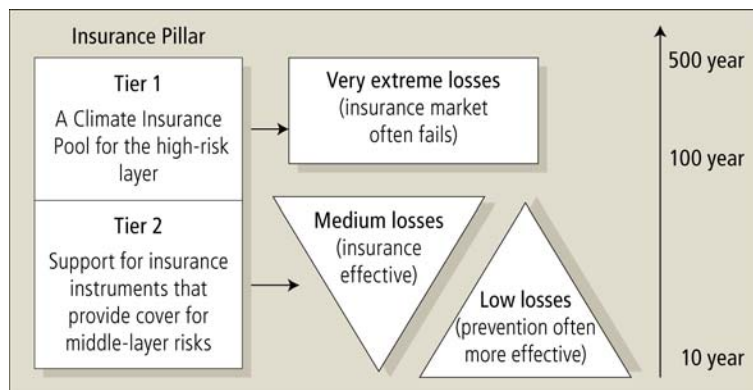 Insurance Pillar
Tier 1
A Climate Insurance
Pool for the high-risk
layer
Tier 2
Support for insurance
instruments that
provide cover for
middle-layer risks
Very extreme losses
(insurance market
often fails)
Medium losses
(insurance
effective)
Low losses
(prevention often
more effective)
500 year
100 year
10 year